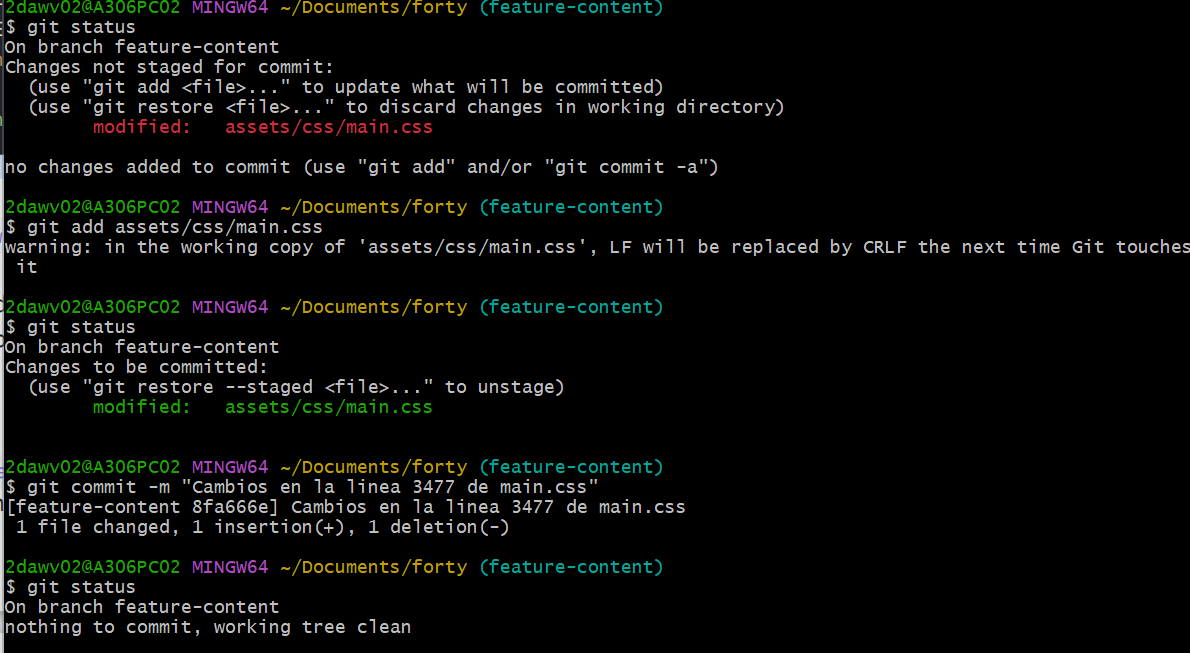 2dawv02@A306PC02 MINGW64 ~/Documents/forty (feature-content)
$ git status
On branch feature-content
Changes not staged for commit:
  (use "git add <file>..." to update what will be committed)
  (use "git restore <file>..." to discard changes in working directory)
        modified:   assets/css/main.css

no changes added to commit (use "git add" and/or "git commit -a")

2dawv02@A306PC02 MINGW64 ~/Documents/forty (feature-content)
$ git add assets/css/main.css
warning: in the working copy of 'assets/css/main.css', LF will be replaced by CRLF the next time Git touches
 it

2dawv02@A306PC02 MINGW64 ~/Documents/forty (feature-content)
$ git status
On branch feature-content
Changes to be committed:
  (use "git restore --staged <file>..." to unstage)
        modified:   assets/css/main.css

2dawv02@A306PC02 MINGW64 ~/Documents/forty (feature-content)
$ git commit -m "Cambios en la linea 3477 de main.css"
[feature-content 8fa666e] Cambios en la linea 3477 de main.css
 1 file changed, 1 insertion(+), 1 deletion(-)

2dawv02@A306PC02 MINGW64 ~/Documents/forty (feature-content)
$ git status
On branch feature-content
nothing to commit, working tree clean